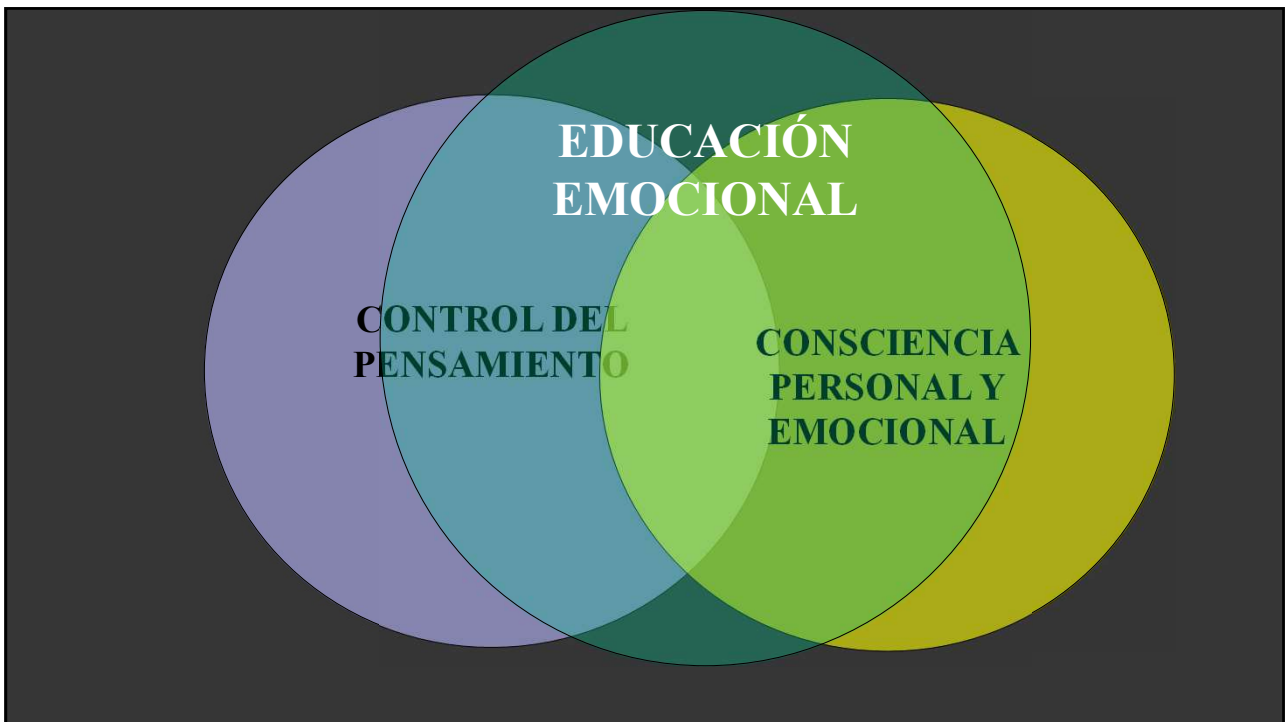 EDUCACIÓN
EMOCIONAL
CONTROL DEL
PENSAMIENTO
CONSCIENCIA
PERSONAL Y
EMOCIONAL